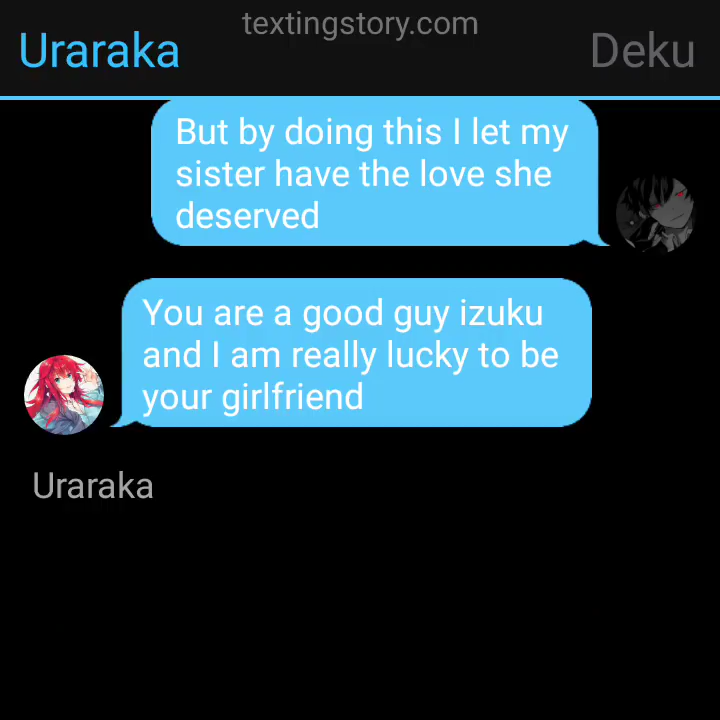 textingstory.com
Uraraka
Deku
But by doing this I let my
sister have the love she
deserved
You are a good guy izuku
and I am really lucky to be
your girlfriend
Uraraka